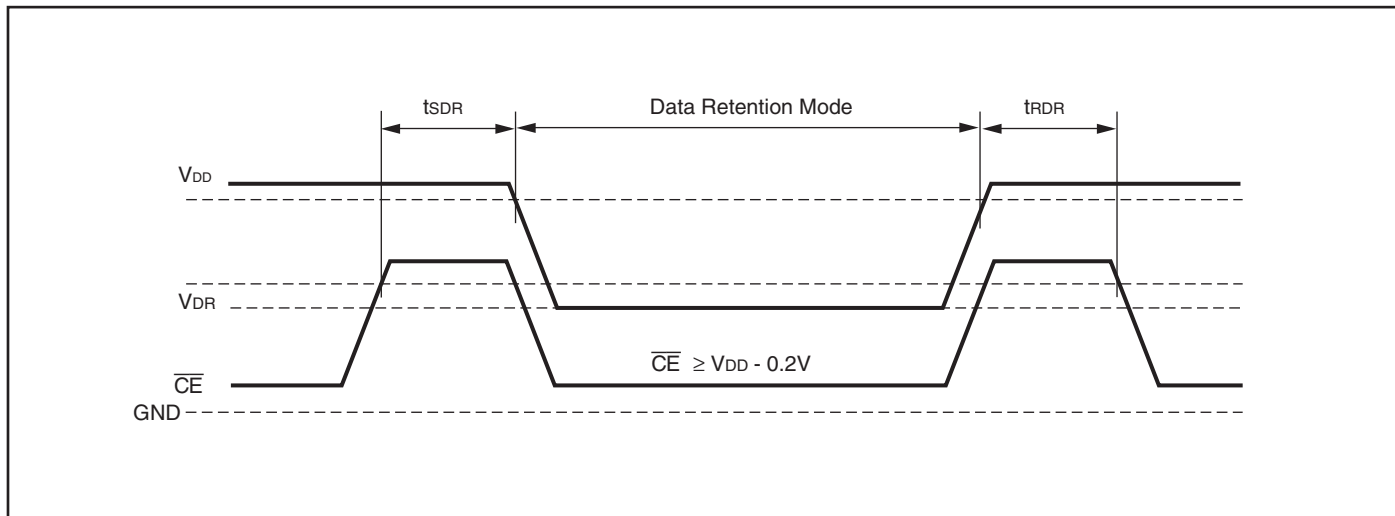 tSDR Data Retention Mode tRDR
VDD
VDR
CE ≥ VDD - 0.2V
CE
GND